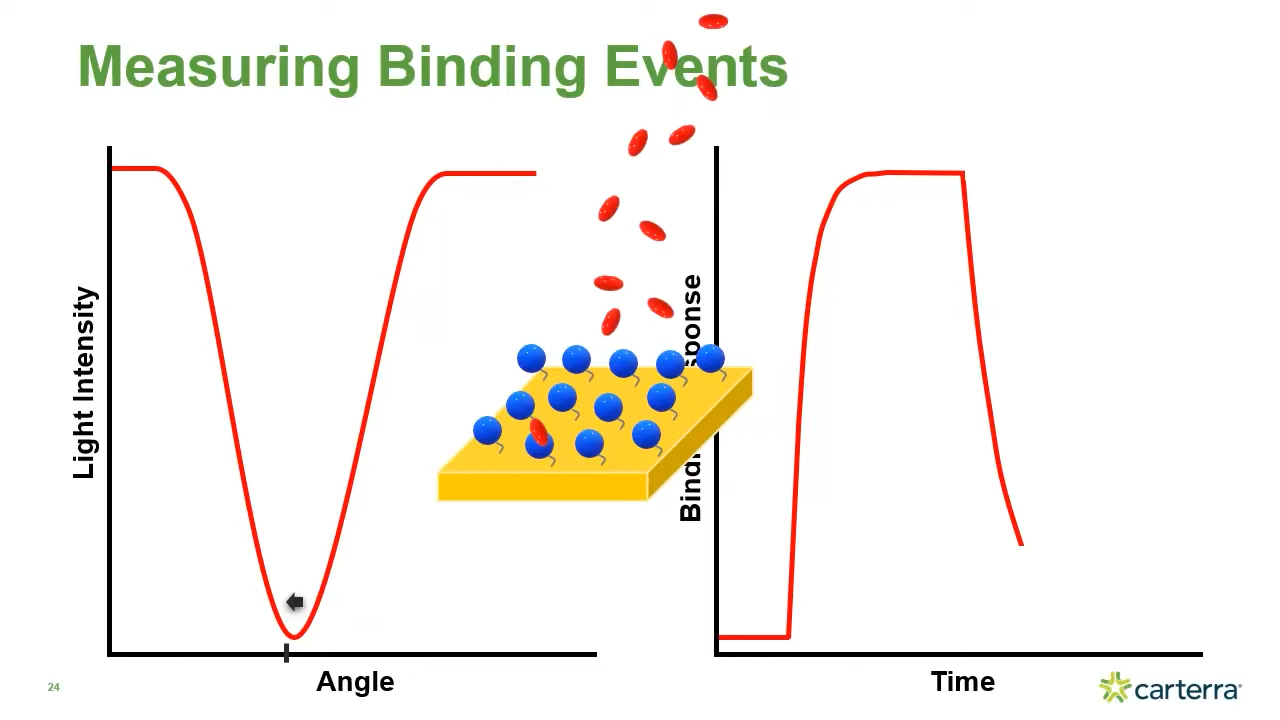 Measuring Binding Events
Light Intensity
Angle
Time
24
carterra